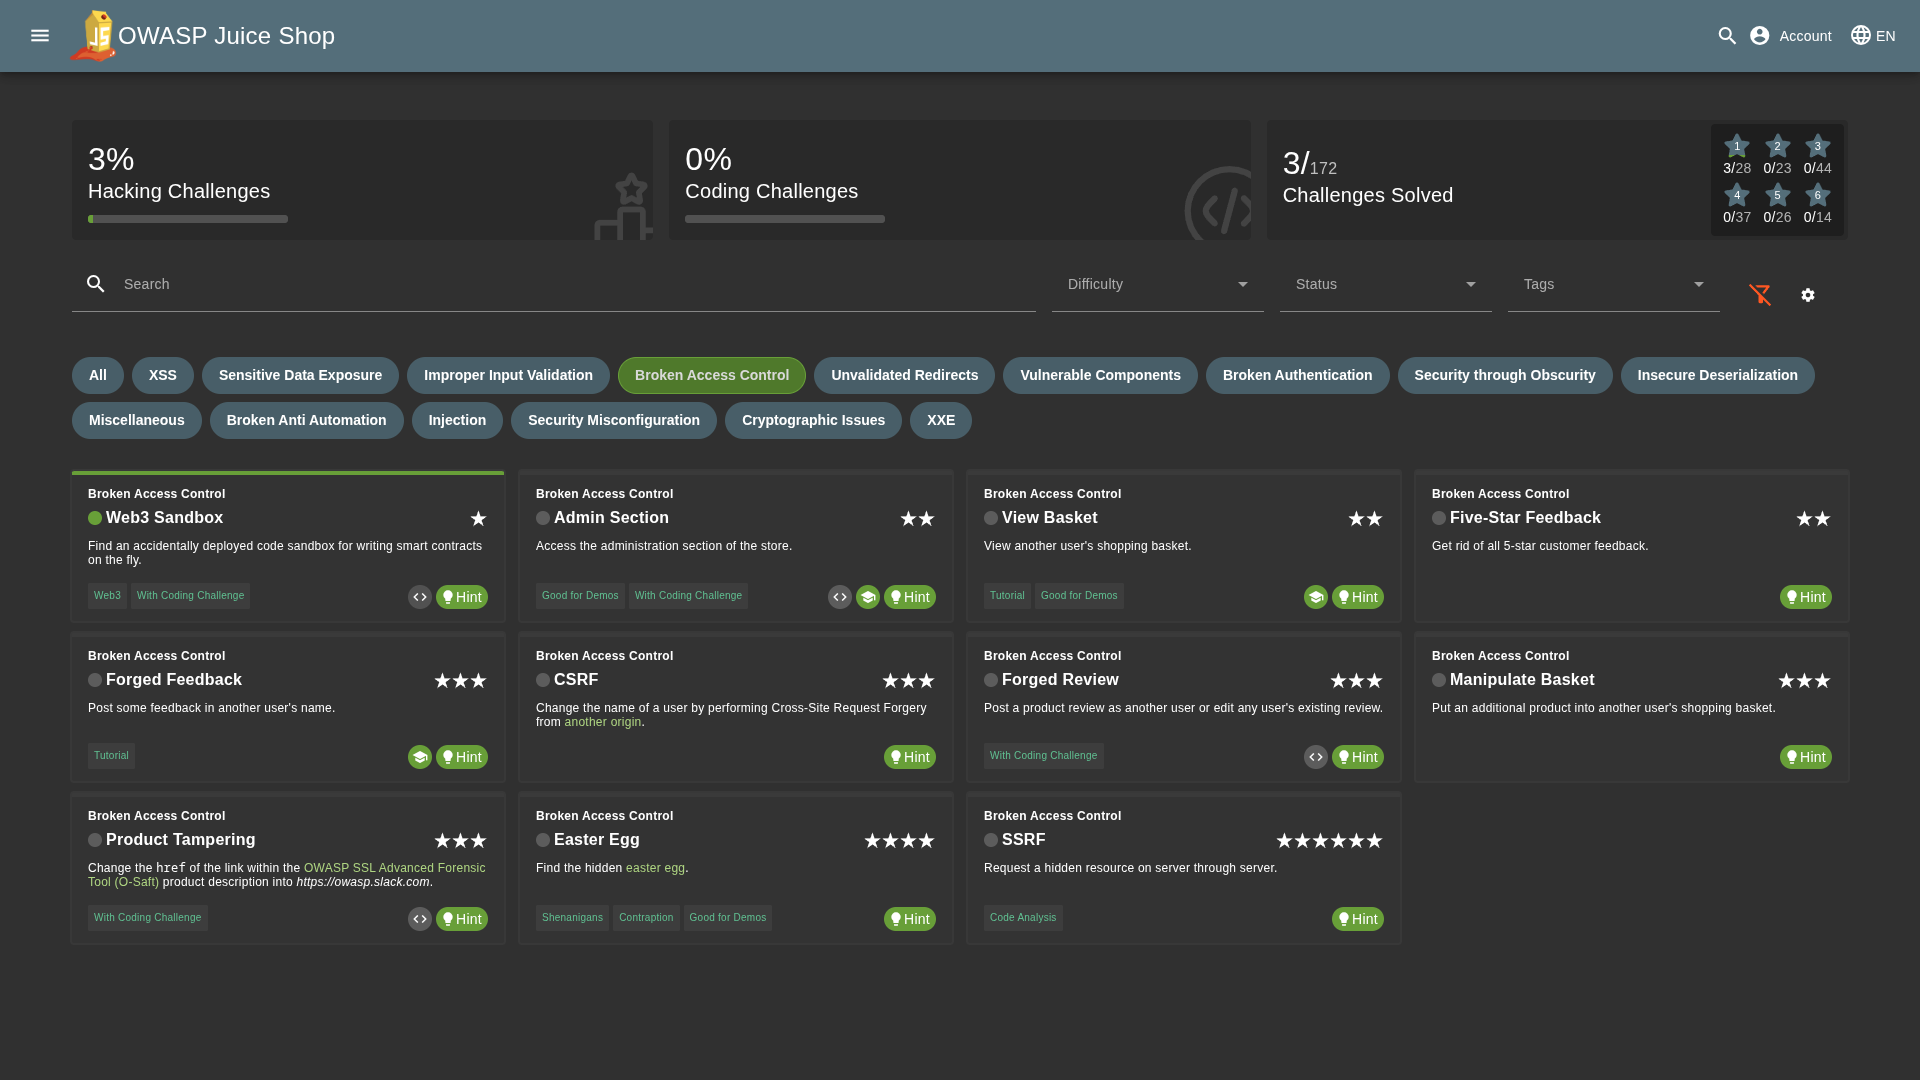 OWASP Juice Shop
Account
EN
3%
Hacking Challenges
0%
Coding Challenges
3/172
Challenges Solved
1 2 3
3/28 0/23 0/44
4 5 6
0/37 0/26 0/14
Search
Difficulty
Status
Tags
All XSS Sensitive Data Exposure Improper Input Validation Broken Access Control Unvalidated Redirects Vulnerable Components Broken Authentication Security through Obscurity Insecure Deserialization
Miscellaneous Broken Anti Automation Injection Security Misconfiguration Cryptographic Issues XXE
Broken Access Control
Web3 Sandbox
Find an accidentally deployed code sandbox for writing smart contracts
on the fly.
Web3 With Coding Challenge Hint
Broken Access Control
Admin Section
Access the administration section of the store.
Good for Demos With Coding Challenge Hint
Broken Access Control
View Basket
View another user's shopping basket.
Tutorial Good for Demos Hint
Broken Access Control
Five-Star Feedback
Get rid of all 5-star customer feedback.
Hint
Broken Access Control
Forged Feedback
Post some feedback in another user's name.
Tutorial Hint
Broken Access Control
CSRF
Change the name of a user by performing Cross-Site Request Forgery
from another origin.
Hint
Broken Access Control
Forged Review
Post a product review as another user or edit any user's existing review.
With Coding Challenge Hint
Broken Access Control
Manipulate Basket
Put an additional product into another user's shopping basket.
Hint
Broken Access Control
Product Tampering
Change the href of the link within the OWASP SSL Advanced Forensic
Tool (O-Saft) product description into https://owasp.slack.com.
With Coding Challenge Hint
Broken Access Control
Easter Egg
Find the hidden easter egg.
Shenanigans Contraption Good for Demos Hint
Broken Access Control
SSRF
Request a hidden resource on server through server.
Code Analysis Hint